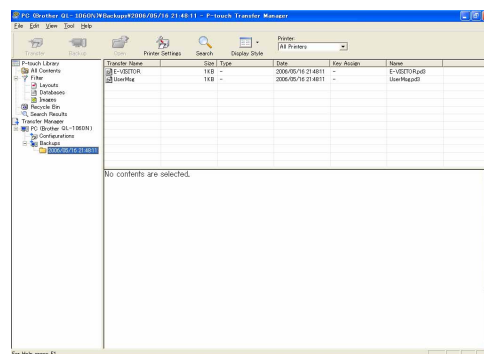 PC (Brother QL-1060N)¥Backups¥2006/05/16 21:48:11 - P-touch Transfer Manager
File Edit View Tool Help
Printer:
All Printers
Transfer Backup Open Printer Settings Search Display Style
P-touch Library
All Contents
Filter
Layouts
Databases
Images
Recycle Bin
Search Results
Transfer Manager
PC (Brother QL-1060N)
Configurations
Backups
2006/05/16 21:48:11
Transfer Name Size Type Date Key Assign Name
E-VISITOR 1KB - 2006/05/16 21:48:11 - E-VISITOR.pd3
UserMsg 1KB - 2006/05/16 21:48:11 - UserMsg.pd3
No contents are selected.
For Help, press F1